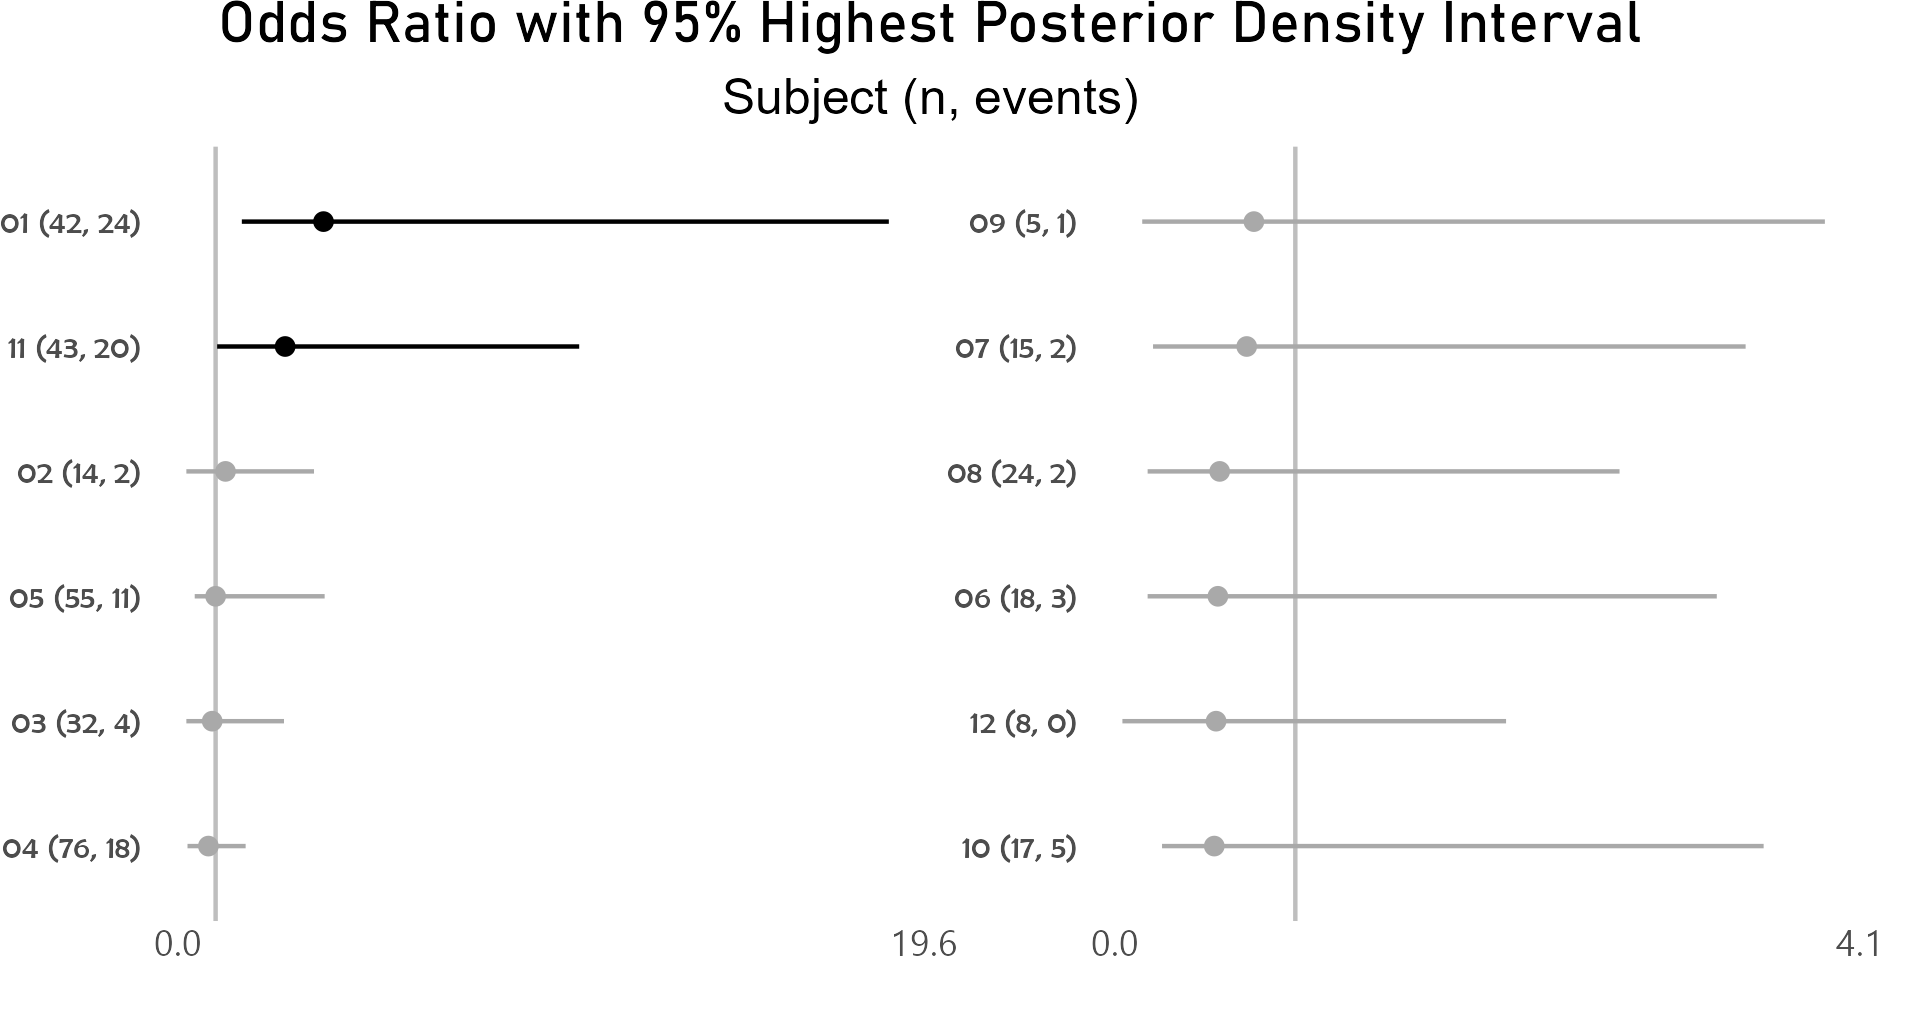 Odds Ratio with 95% Highest Posterior Density Interval
Subject (n, events)
01 (42, 24)
11 (43, 20)
02 (14, 2)
05 (55, 11)
03 (32, 4)
04 (76, 18)
0.0 19.6
09 (5, 1)
07 (15, 2)
08 (24, 2)
06 (18, 3)
12 (8, 0)
10 (17, 5)
0.0 4.1